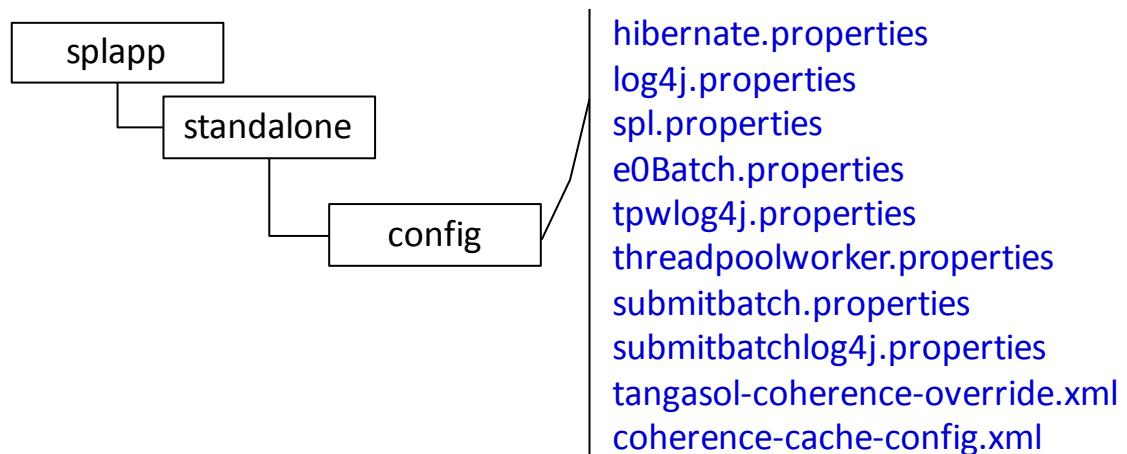 splapp
standalone
config
hibernate.properties
log4j.properties
spl.properties
e0Batch.properties
tpwlog4j.properties
threadpoolworker.properties
submitbatch.properties
submitbatchlog4j.properties
tangasol-coherence-override.xml
coherence-cache-config.xml